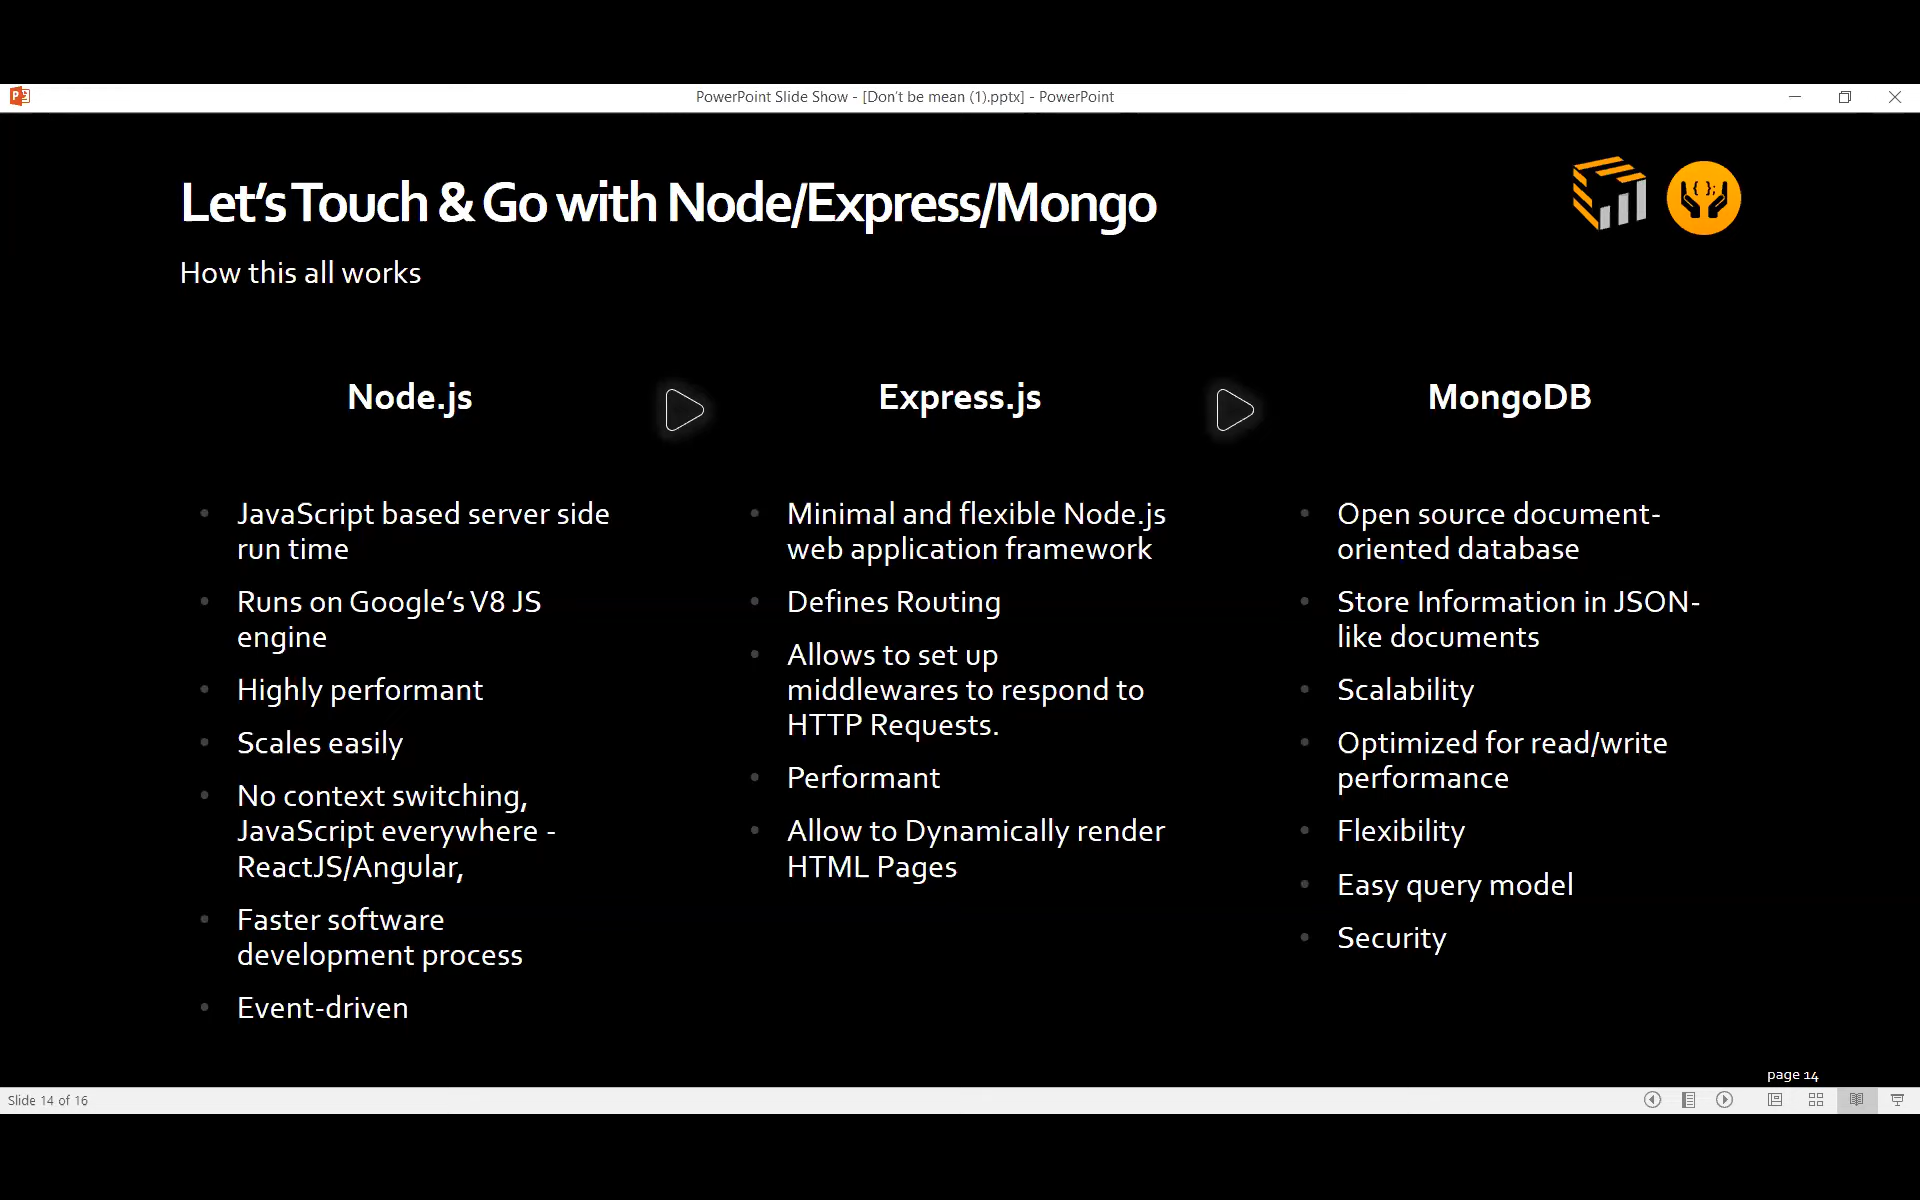 PowerPoint Slide Show - [Don't be mean (1).pptx] - PowerPoint
Let's Touch & Go with Node/Express/Mongo
{ };
How this all works
Node.js
JavaScript based server side
run time
Runs on Google's V8 JS
engine
Highly performant
Scales easily
No context switching,
JavaScript everywhere -
ReactJS/Angular,
Faster software
development process
Event-driven
Express.js
Minimal and flexible Node.js
web application framework
Defines Routing
Allows to set up
middlewares to respond to
HTTP Requests.
Performant
Allow to Dynamically render
HTML Pages
MongoDB
Open source document-
oriented database
Store Information in JSON-
like documents
Scalability
Optimized for read/write
performance
Flexibility
Easy query model
Security
page 14
Slide 14 of 16